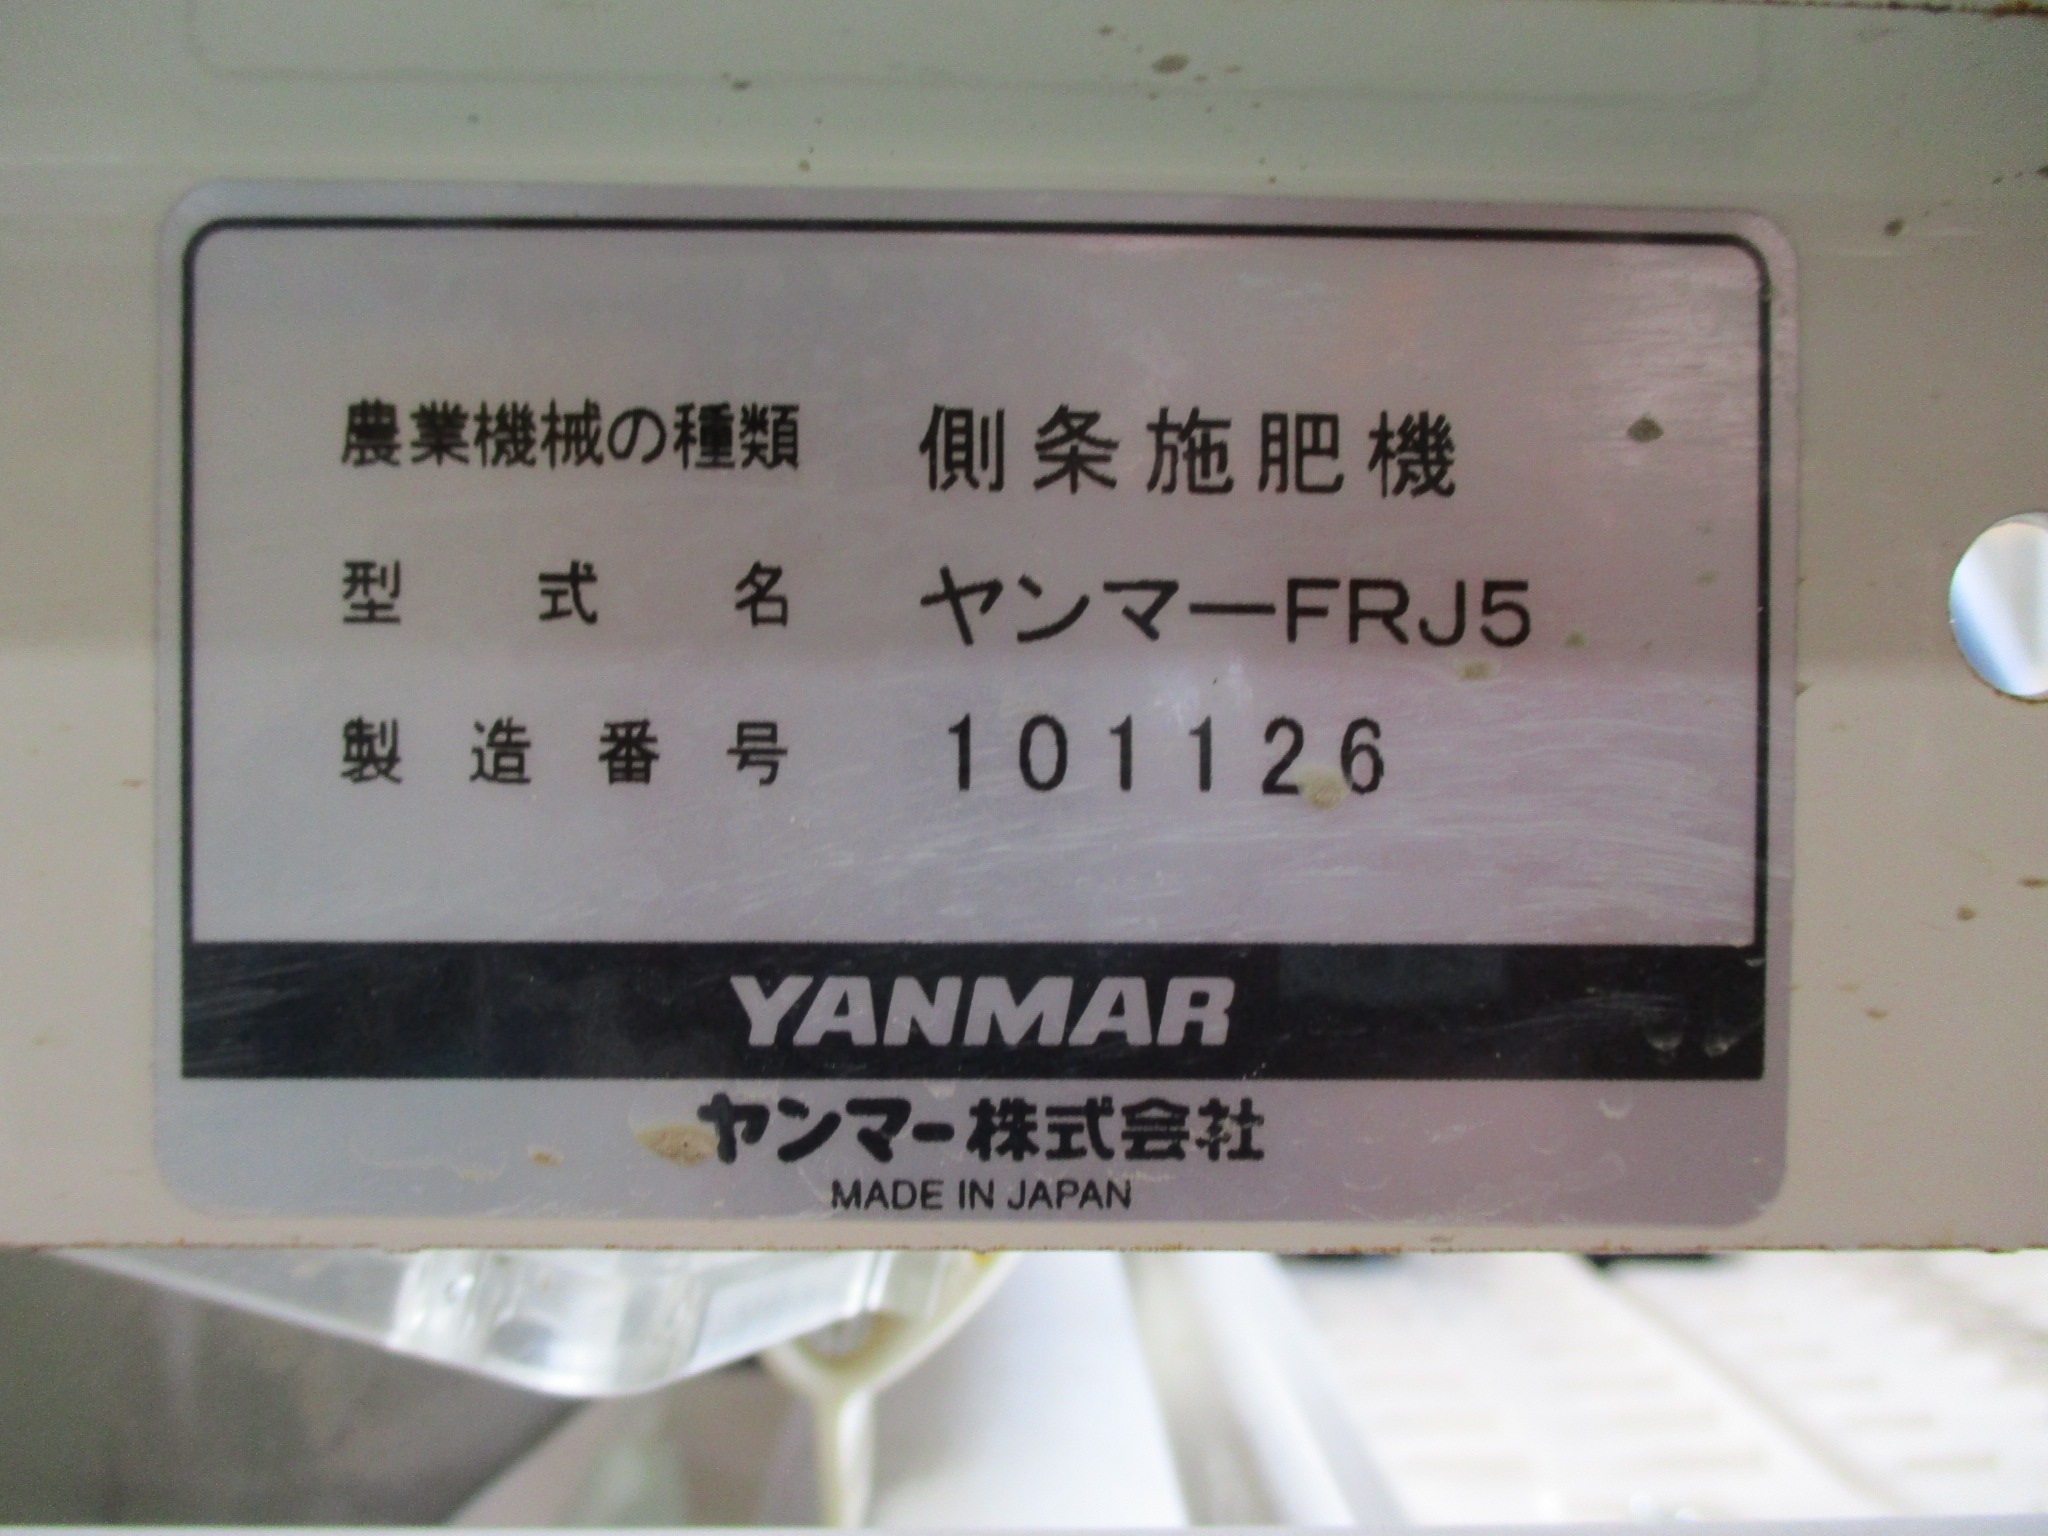 農業機械の種類 側条施肥機
型式名 ヤンマーFRJ5
製造番号 101126
YANMAR
ヤンマー株式会社
MADE IN JAPAN